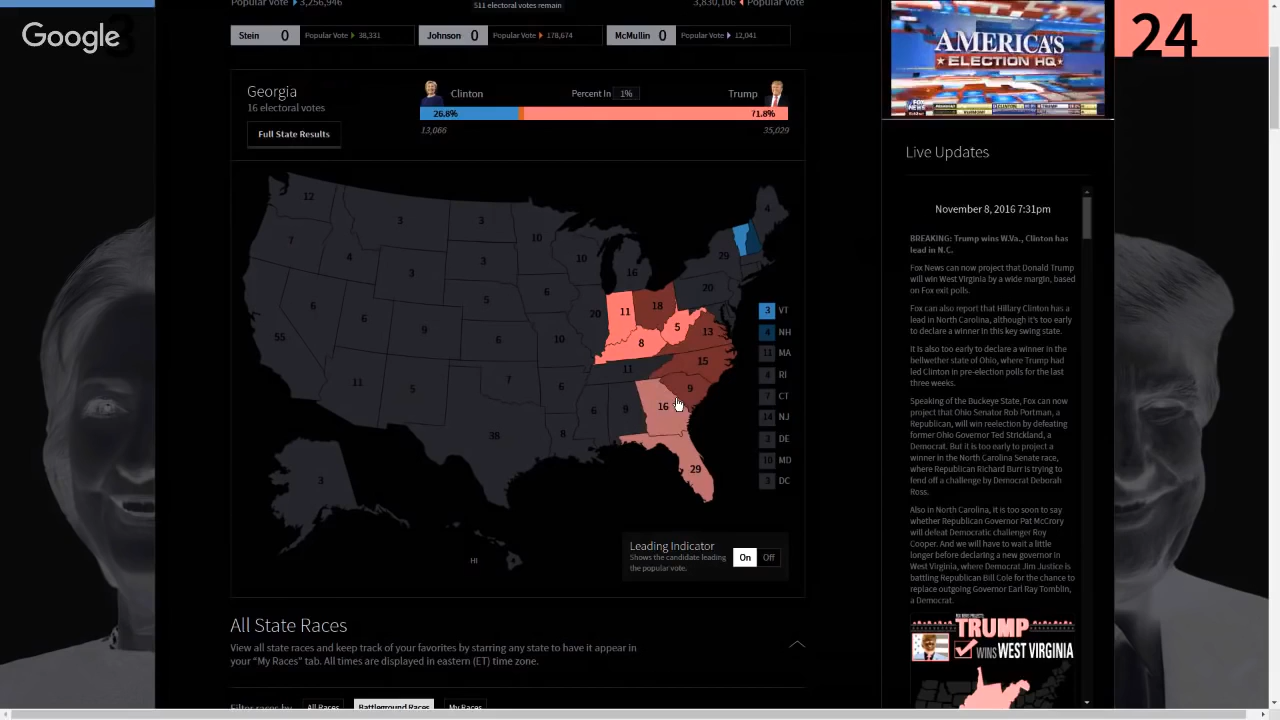 Google
Popular Vote 3,256,946
511 electoral votes remain
3,830,106 Popular Vote
24
Stein 0 Popular Vote 38,331
Johnson 0 Popular Vote 178,674
McMullin 0 Popular Vote 12,041
AMERICA'S
ELECTION HQ
Georgia
16 electoral votes
Full State Results
Clinton
Percent In 1%
Trump
26.8%
71.8%
13,066
35,029
Live Updates
November 8, 2016 7:31pm
BREAKING: Trump wins W.Va., Clinton has
lead in N.C.
Fox News can now project that Donald Trump
will win West Virginia by a wide margin, based
on Fox exit polls.
Fox can also report that Hillary Clinton has a
lead in North Carolina, although it's too early
to declare a winner in this key swing state.
It is also too early to declare a winner in the
bellwether state of Ohio, where Trump had
led Clinton in pre-election polls for the last
three weeks.
Speaking of the Buckeye State, Fox can now
project that Ohio Senator Rob Portman, a
Republican, will win reelection by defeating
former Ohio Governor Ted Strickland, a
Democrat. But it is too early to project a
winner in the North Carolina Senate race,
where Republican Richard Burr is trying to
fend off a challenge by Democrat Deborah
Ross.
Also in North Carolina, it is too soon to say
whether Republican Governor Pat McCrory
will defeat Democratic challenger Roy
Cooper. And we will have to wait a little
longer before declaring a new governor in
West Virginia, where Democrat Jim Justice is
battling Republican Bill Cole for the chance to
replace outgoing Governor Earl Ray Tomblin,
a Democrat.
TRUMP
WINS WEST VIRGINIA
12
3
3
10
4
7
4
3
3
10
16
29
6
5
6
20
11
18
20
5
13
6
9
6
10
8
15
55
11
5
7
6
11
9
6
9
16
38
8
29
3
HI
3 VT
4 NH
11 MA
4 RI
7 CT
14 NJ
3 DE
10 MD
3 DC
Leading Indicator
Shows the candidate leading
the popular vote.
On Off
All State Races
View all state races and keep track of your favorites by starring any state to have it appear in
your "My Races" tab. All times are displayed in eastern (ET) time zone.
Filter races by All Races Battleground Races My Races